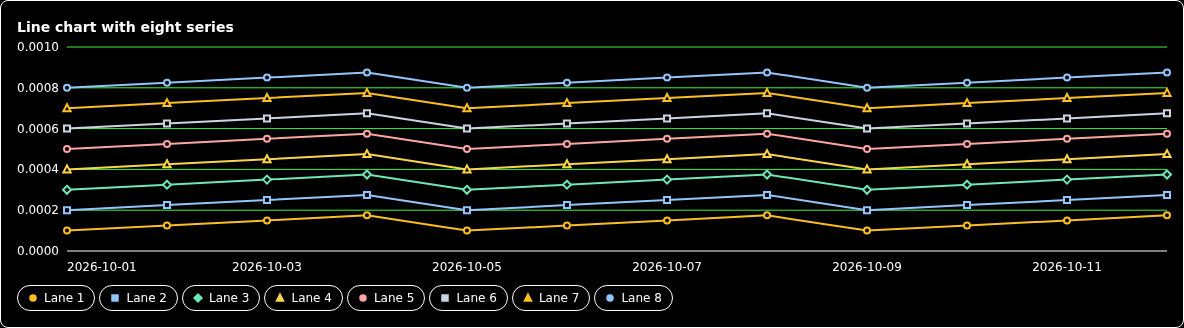 Line chart with eight series
0.0010
0.0008
0.0006
0.0004
0.0002
0.0000
2026-10-01 2026-10-03 2026-10-05 2026-10-07 2026-10-09 2026-10-11
Lane 1 Lane 2 Lane 3 Lane 4 Lane 5 Lane 6 Lane 7 Lane 8